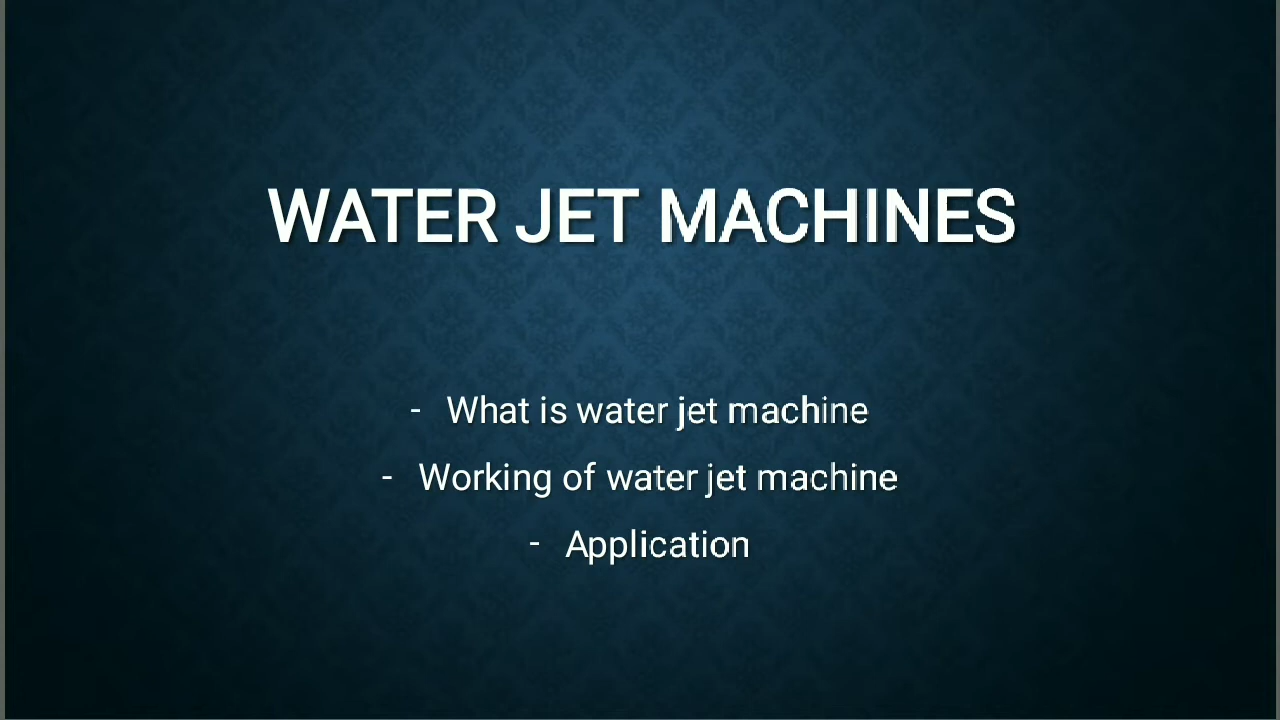 WATER JET MACHINES
- What is water jet machine
- Working of water jet machine
- Application